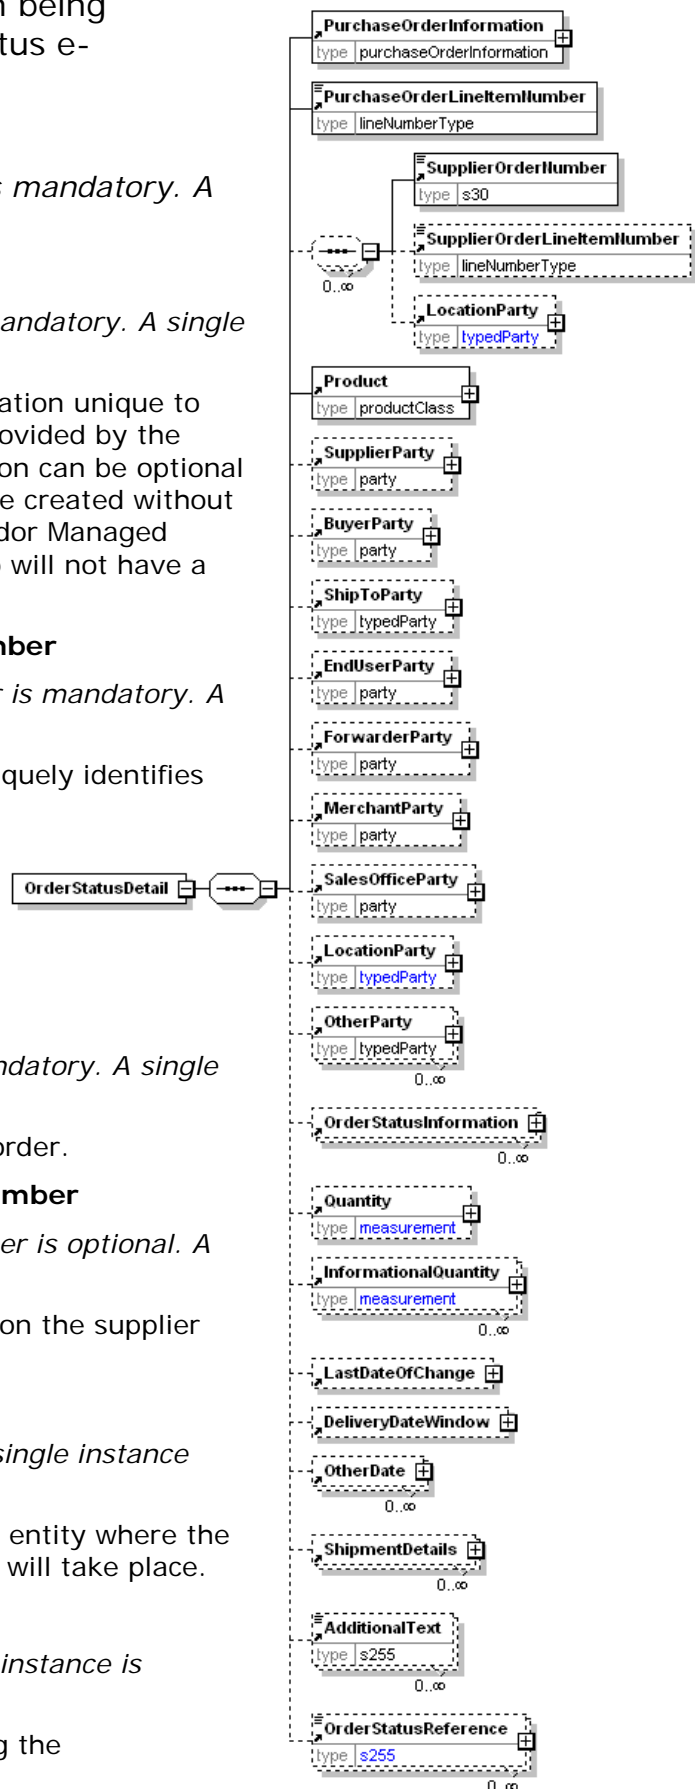 n being
tus e-
s mandatory. A
andatory. A single
ation unique to
rovided by the
on can be optional
e created without
dor Managed
o will not have a
nber
r is mandatory. A
quely identifies
ndatory. A single
order.
umber
er is optional. A
on the supplier
single instance
entity where the
will take place.
instance is
g the
OrderStatusDetail
PurchaseOrderInformation
type purchaseOrderInformation
PurchaseOrderLineItemNumber
type lineNumberType
0..∞
SupplierOrderNumber
type s30
SupplierOrderLineItemNumber
type lineNumberType
LocationParty
type typedParty
Product
type productClass
SupplierParty
type party
BuyerParty
type party
ShipToParty
type typedParty
EndUserParty
type party
ForwarderParty
type party
MerchantParty
type party
SalesOfficeParty
type party
LocationParty
type typedParty
OtherParty
type typedParty
0..∞
OrderStatusInformation
0..∞
Quantity
type measurement
InformationalQuantity
type measurement
0..∞
LastDateOfChange
DeliveryDateWindow
OtherDate
0..∞
ShipmentDetails
0..∞
AdditionalText
type s255
0..∞
OrderStatusReference
type s255
0..∞